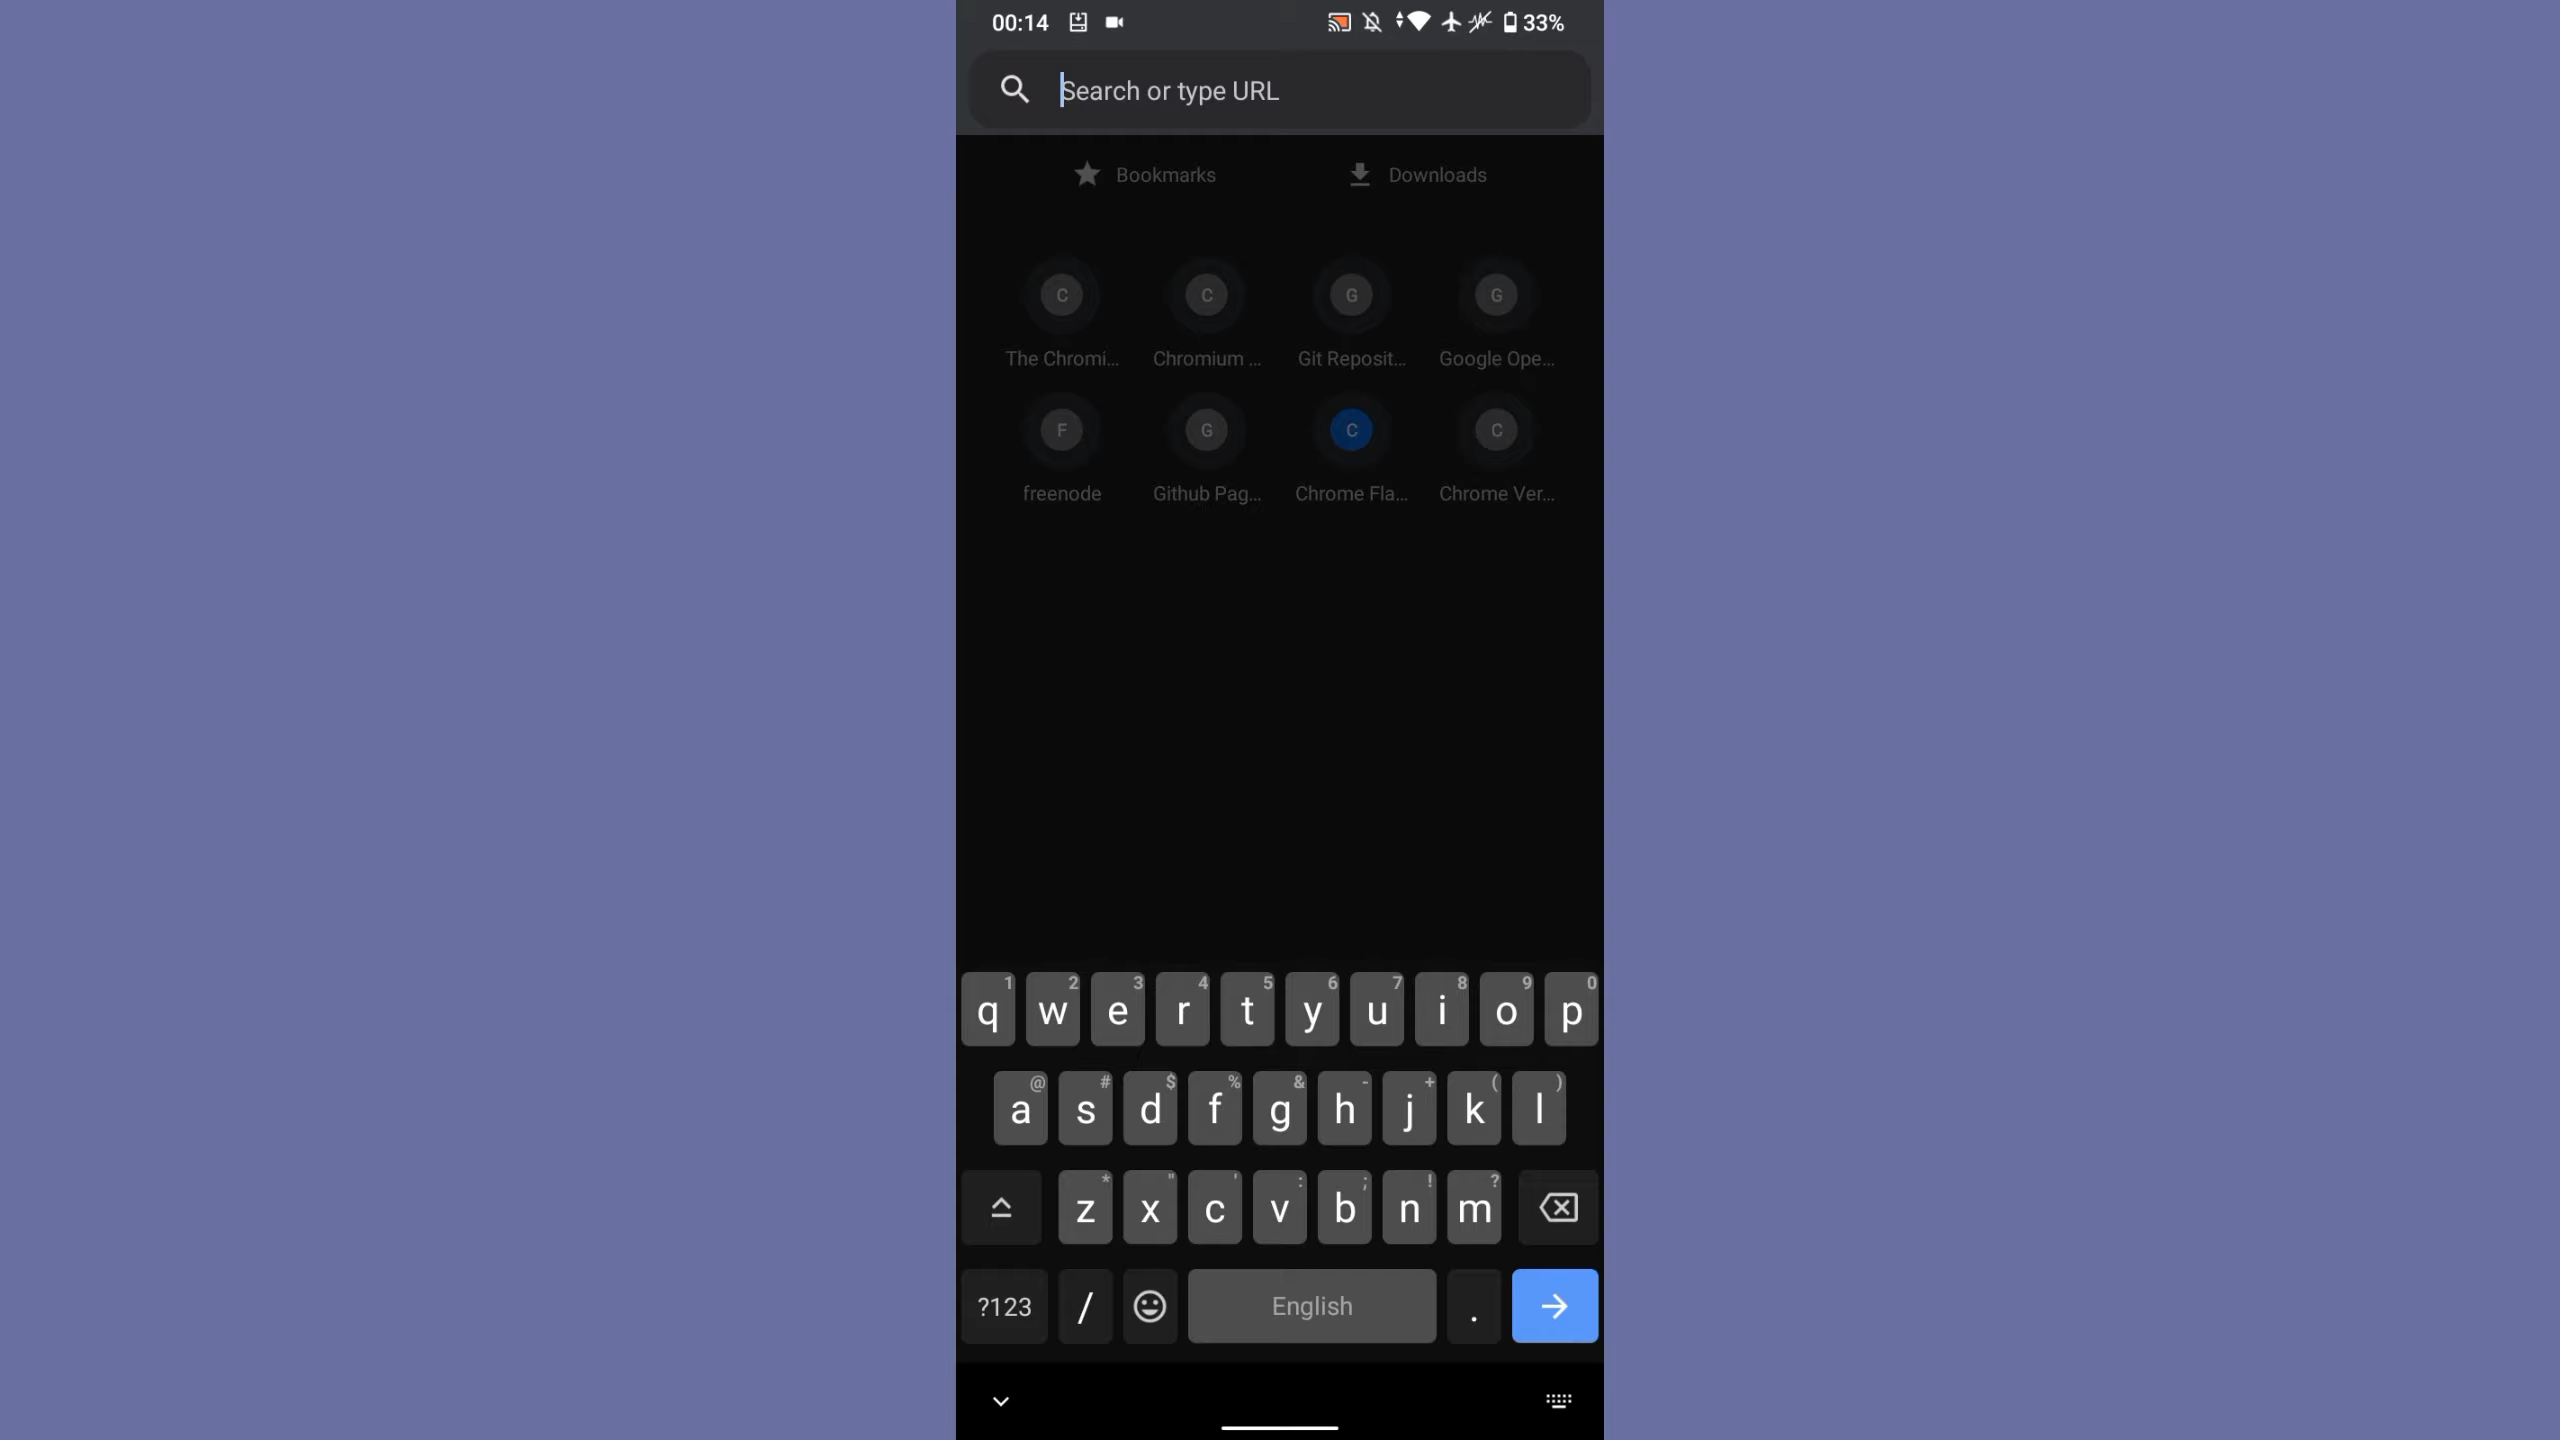 00:14 33%
Search or type URL
Bookmarks Downloads
C C G G
The Chromi... Chromium ... Git Reposit... Google Ope...
F G C C
freenode Github Pag... Chrome Fla... Chrome Ver...
1 2 3 4 5 6 7 8 9 0
q w e r t y u i o p
@ # $ % & - + ( )
a s d f g h j k l
* " ' : ; ! ?
z x c v b n m
?123 / English .